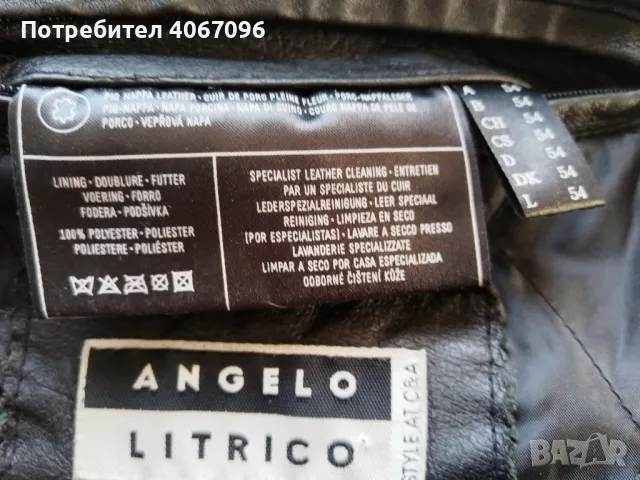 Потребител 4067096
PIG NAPPA LEATHER - CUIR DE PORC PLEINE FLEUR - PORC-NAPPALEDER
PIG-NAPPA - NAPA PORCINA - NAPA DI SUINO - COURO NAPPA DE PELE DE
PORCO - VEPŘOVÁ NAPA
LINING - DOUBLURE - FUTTER
VOERING - FORRO
FODERA - PODŠÍVKA
100% POLYESTER - POLYESTER
POLIESTERE - POLIÉSTER
SPECIALIST LEATHER CLEANING - ENTRETIEN
PAR UN SPECIALISTE DU CUIR
LEDERSPEZIALREINIGUNG - LEER SPECIAAL
REINIGING - LIMPIEZA EN SECO
(POR ESPECIALISTAS) - LAVARE A SECCO PRESSO
LAVANDERIE SPECIALIZZATE
LIMPAR A SECO POR CASA ESPECIALIZADA
ODBORNÉ ČIŠTENÍ KŮŽE
A 54
B 54
CH 54
CS 54
D 54
DK 54
L 54
ANGELO
LITRICO
STYLE AT C&A
BAZAR